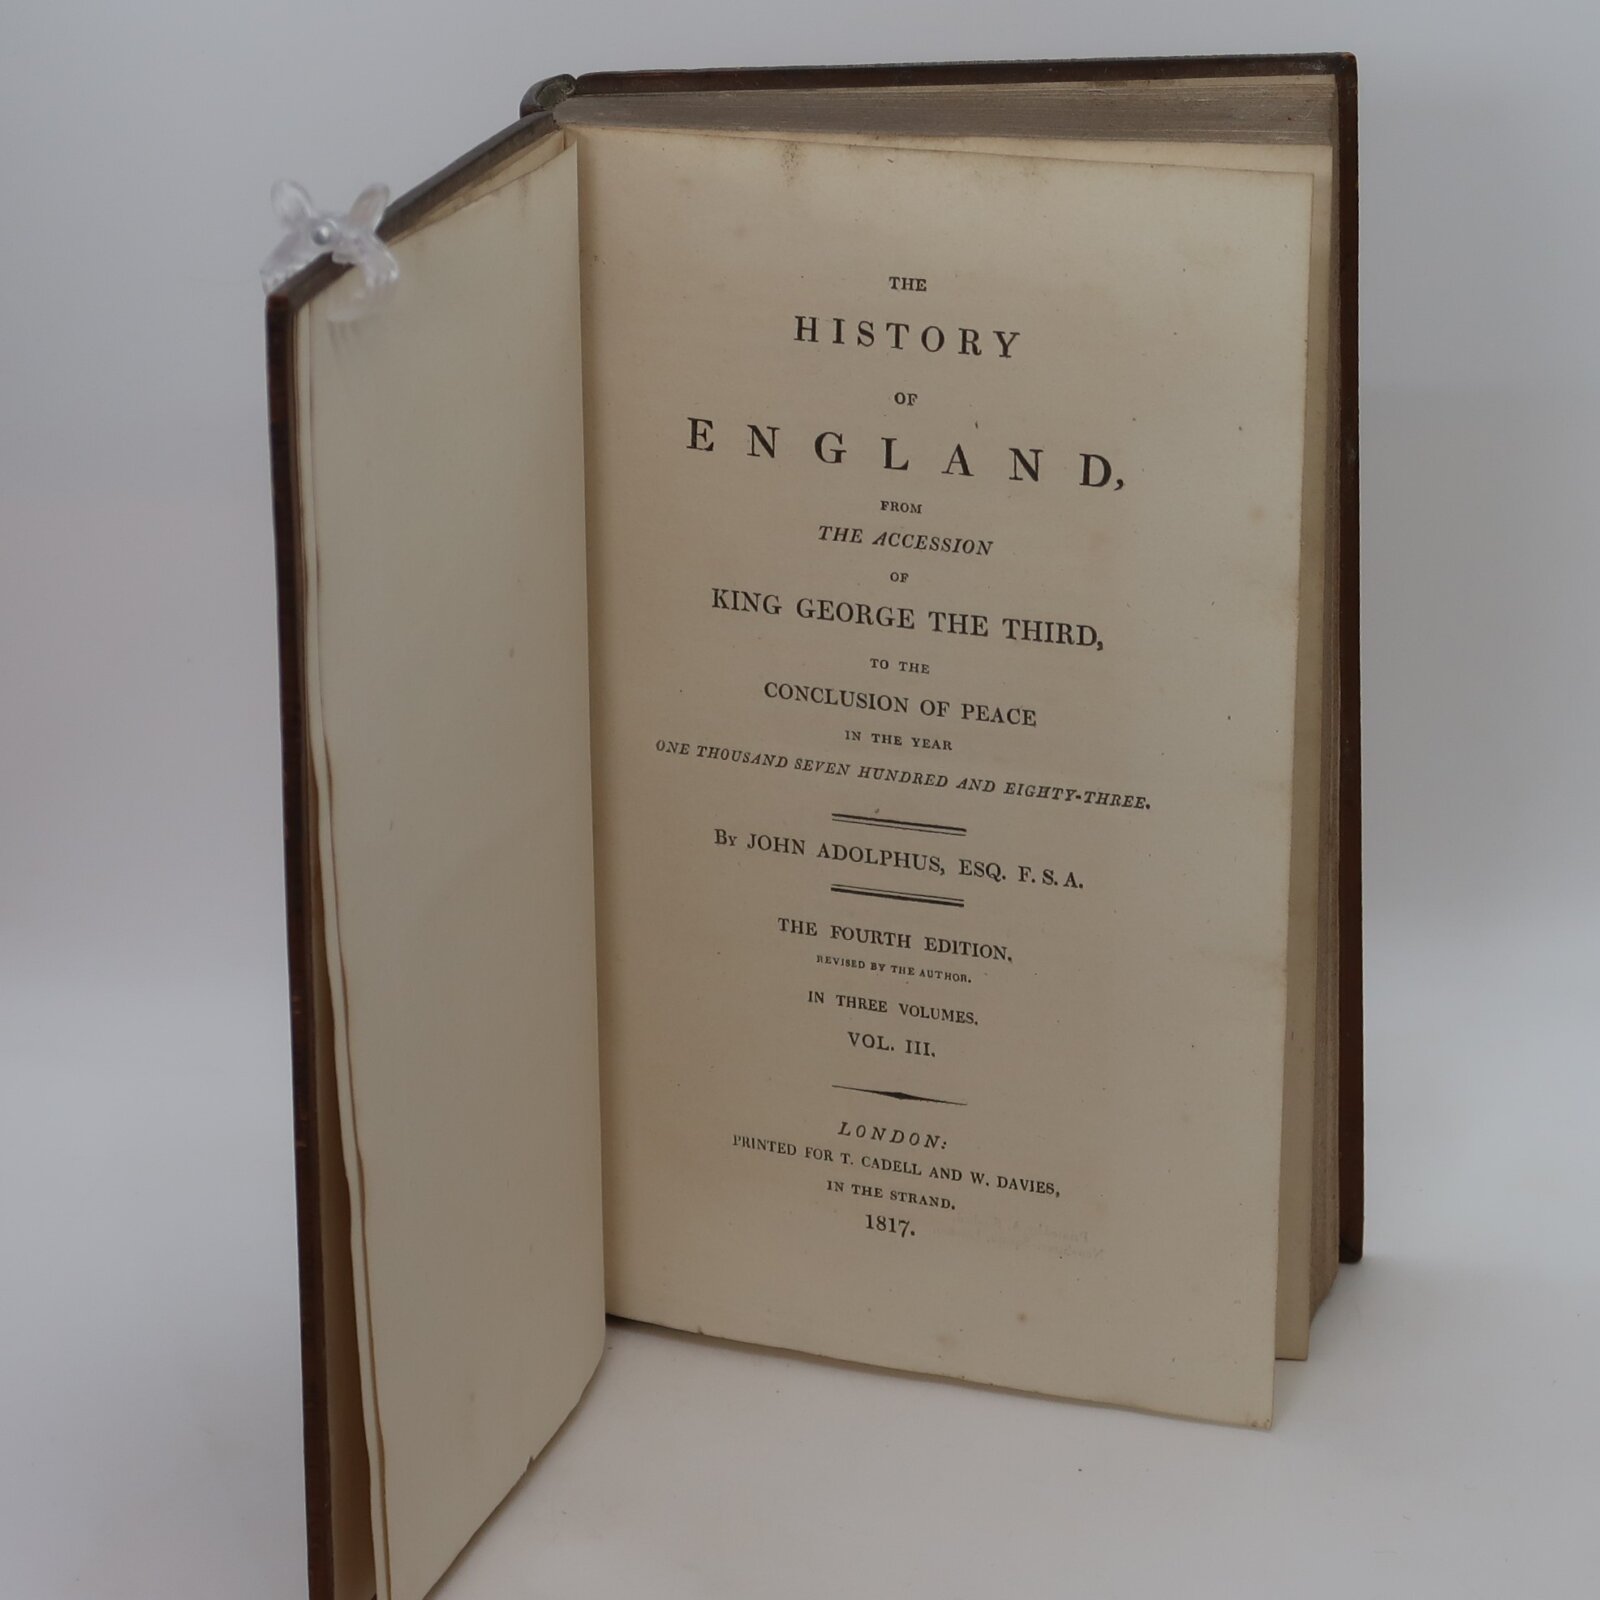 THE
HISTORY
OF
ENGLAND,
FROM
THE ACCESSION
OF
KING GEORGE THE THIRD,
TO THE
CONCLUSION OF PEACE
IN THE YEAR
ONE THOUSAND SEVEN HUNDRED AND EIGHTY-THREE.
By JOHN ADOLPHUS, ESQ. F. S. A.
THE FOURTH EDITION,
REVISED BY THE AUTHOR.
IN THREE VOLUMES.
VOL. III.
LONDON:
PRINTED FOR T. CADELL AND W. DAVIES,
IN THE STRAND.
1817.